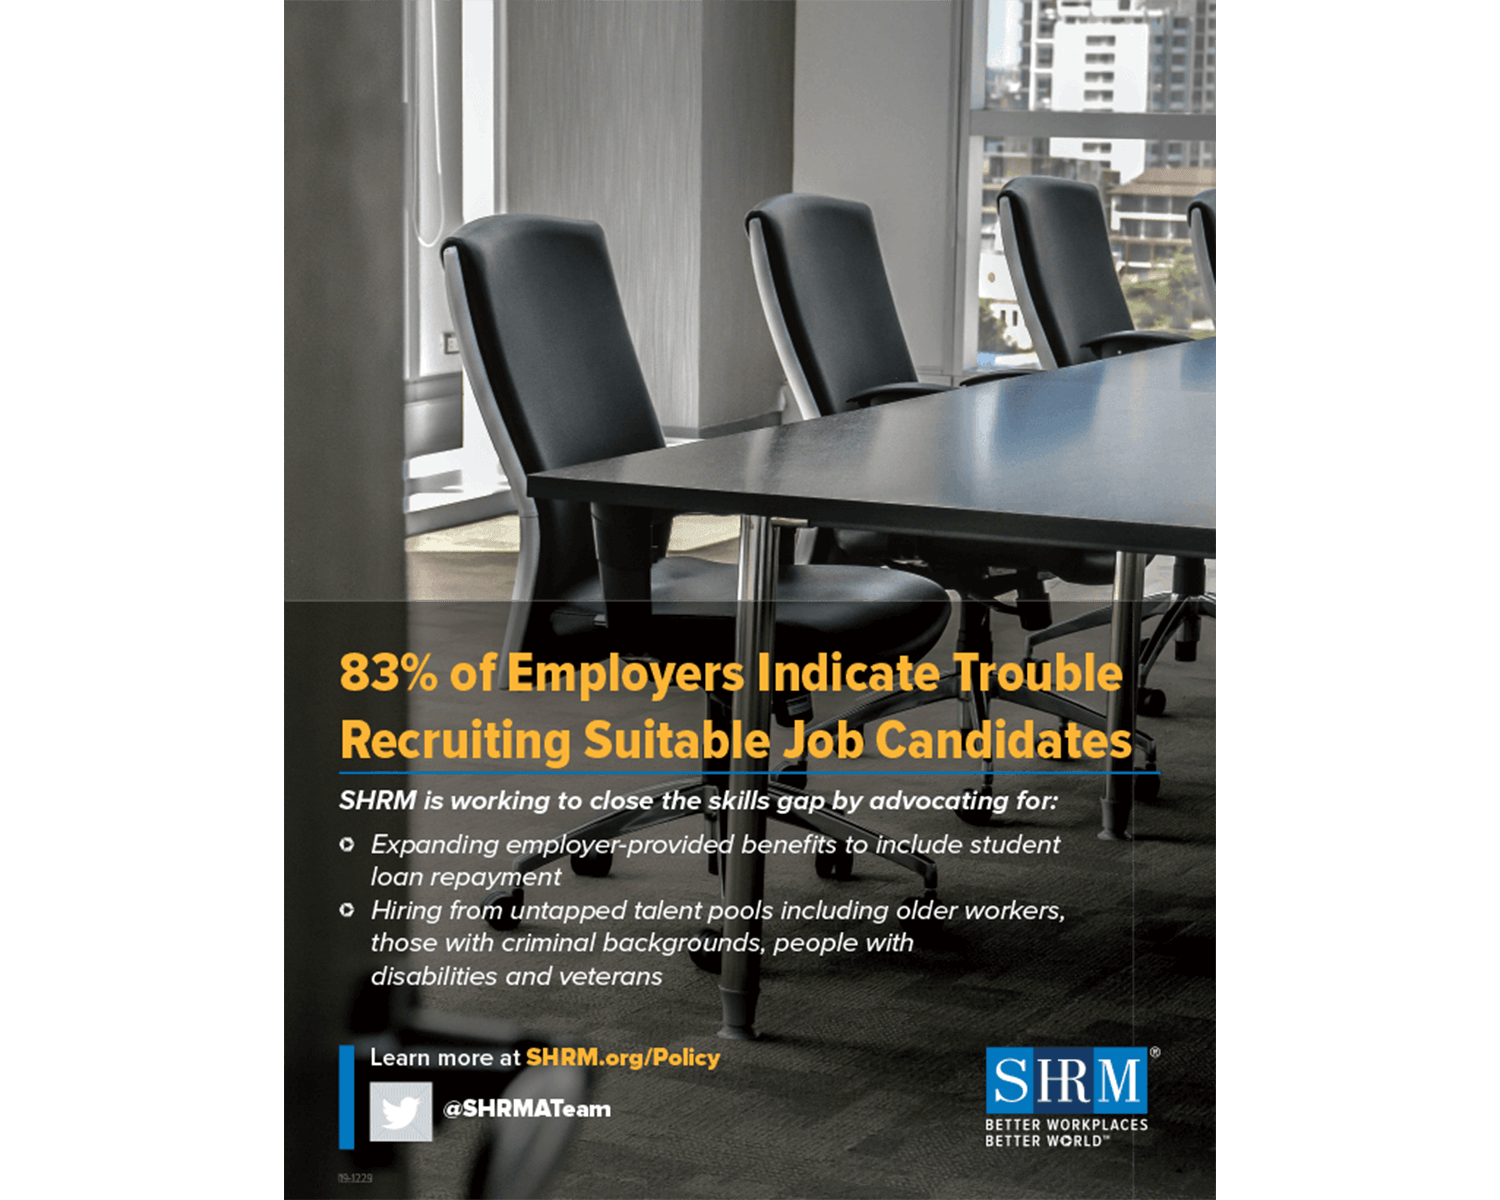 83% of Employers Indicate Trouble
Recruiting Suitable Job Candidates
SHRM is working to close the skills gap by advocating for:
Expanding employer-provided benefits to include student
loan repayment
Hiring from untapped talent pools including older workers,
those with criminal backgrounds, people with
disabilities and veterans
Learn more at SHRM.org/Policy
@SHRMATeam
19-1229
SHRM®
BETTER WORKPLACES
BETTER WORLD™